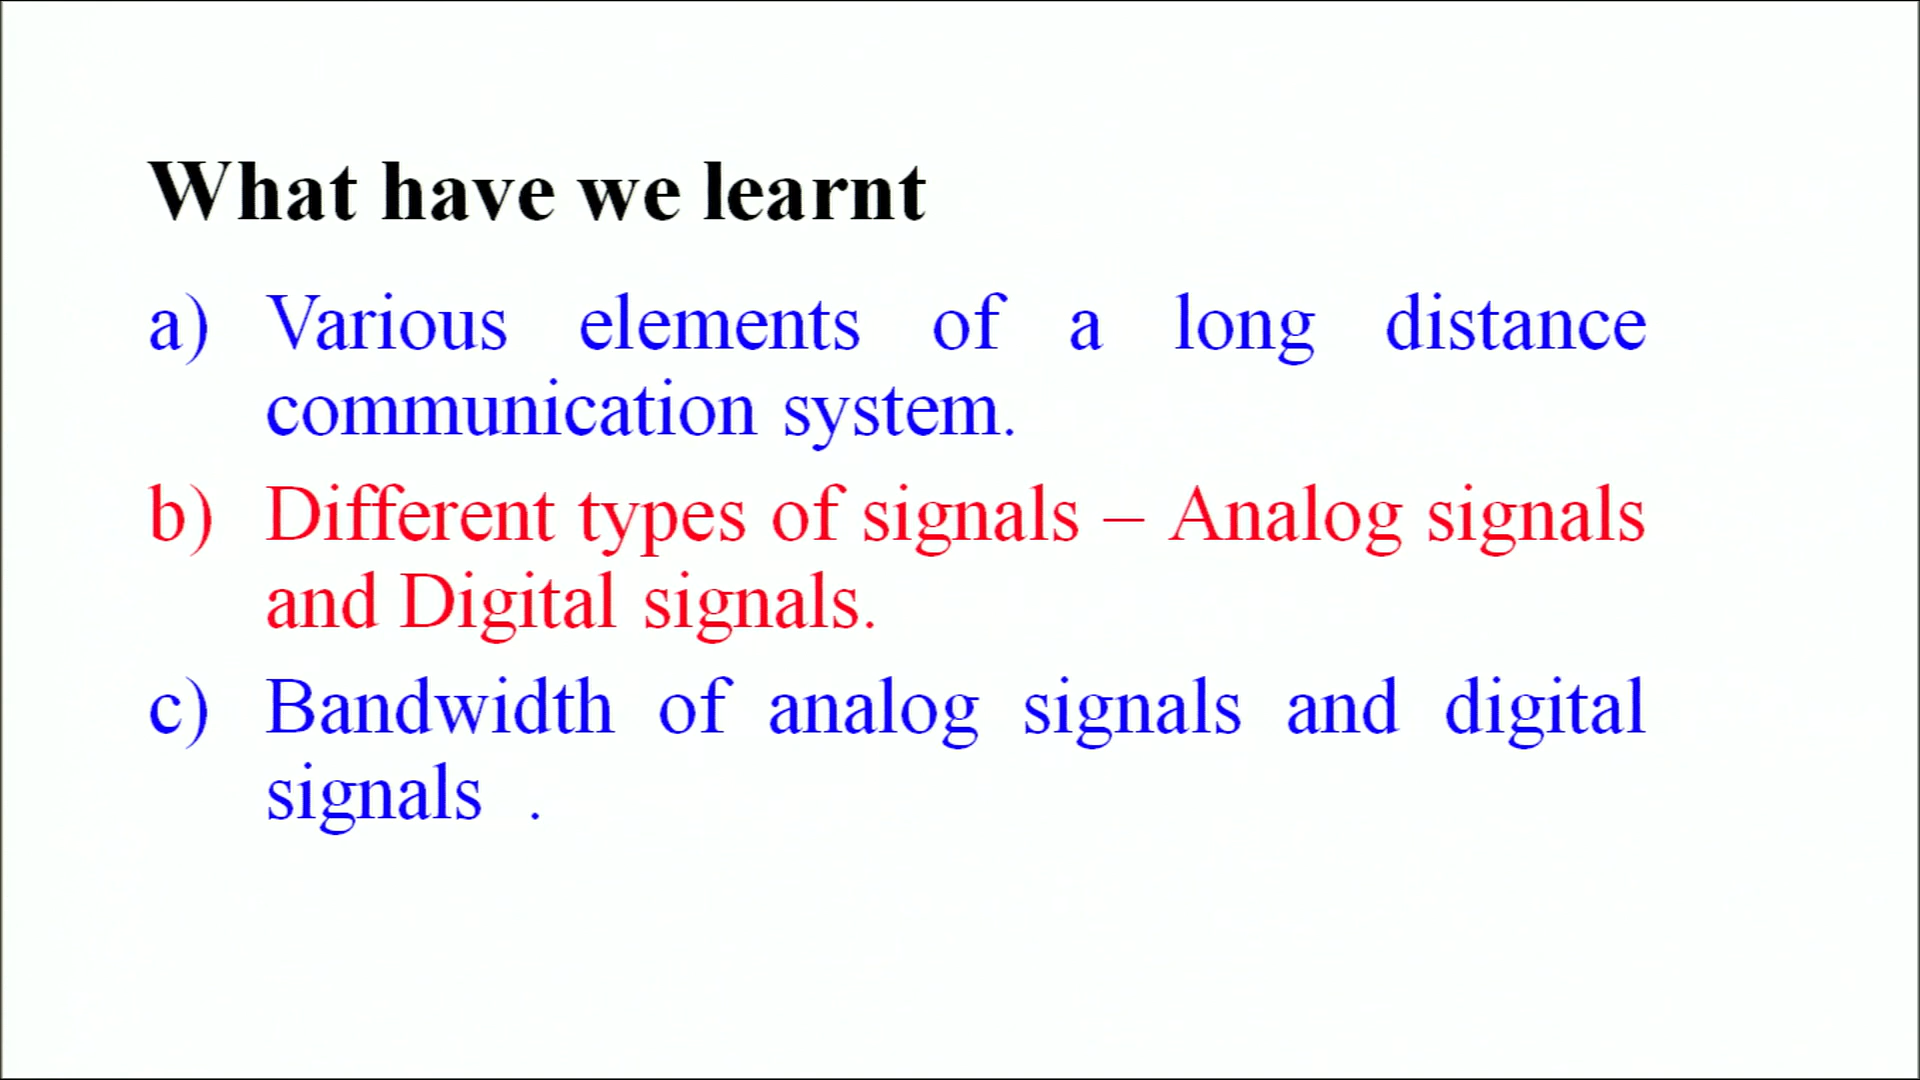 What have we learnt
a) Various elements of a long distance
communication system.
b) Different types of signals – Analog signals
and Digital signals.
c) Bandwidth of analog signals and digital
signals .